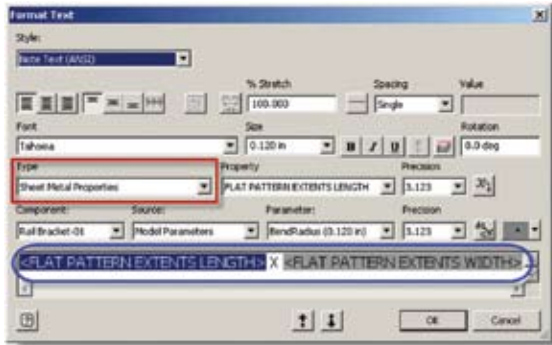 Format Text
Style:
Note Text (ANSI)
% Stretch Spacing Value
100.000 Single
Font Size Rotation
Tahoma 0.120 in B I U 0.0 deg
Type Property Precision
Sheet Metal Properties FLAT PATTERN EXTENTS LENGTH 3.123
Component: Source: Parameter: Precision
Rail Bracket-01 Model Parameters BendRadius (0.120 in) 3.123
<FLAT PATTERN EXTENTS LENGTH> X <FLAT PATTERN EXTENTS WIDTH>
OK Cancel